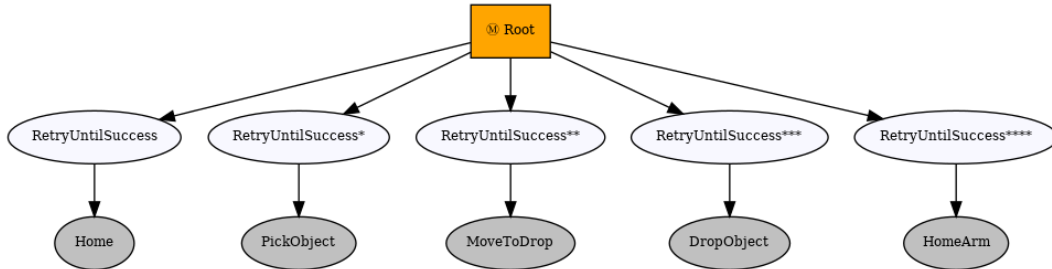 Ⓜ Root
RetryUntilSuccess
RetryUntilSuccess*
RetryUntilSuccess**
RetryUntilSuccess***
RetryUntilSuccess****
Home
PickObject
MoveToDrop
DropObject
HomeArm